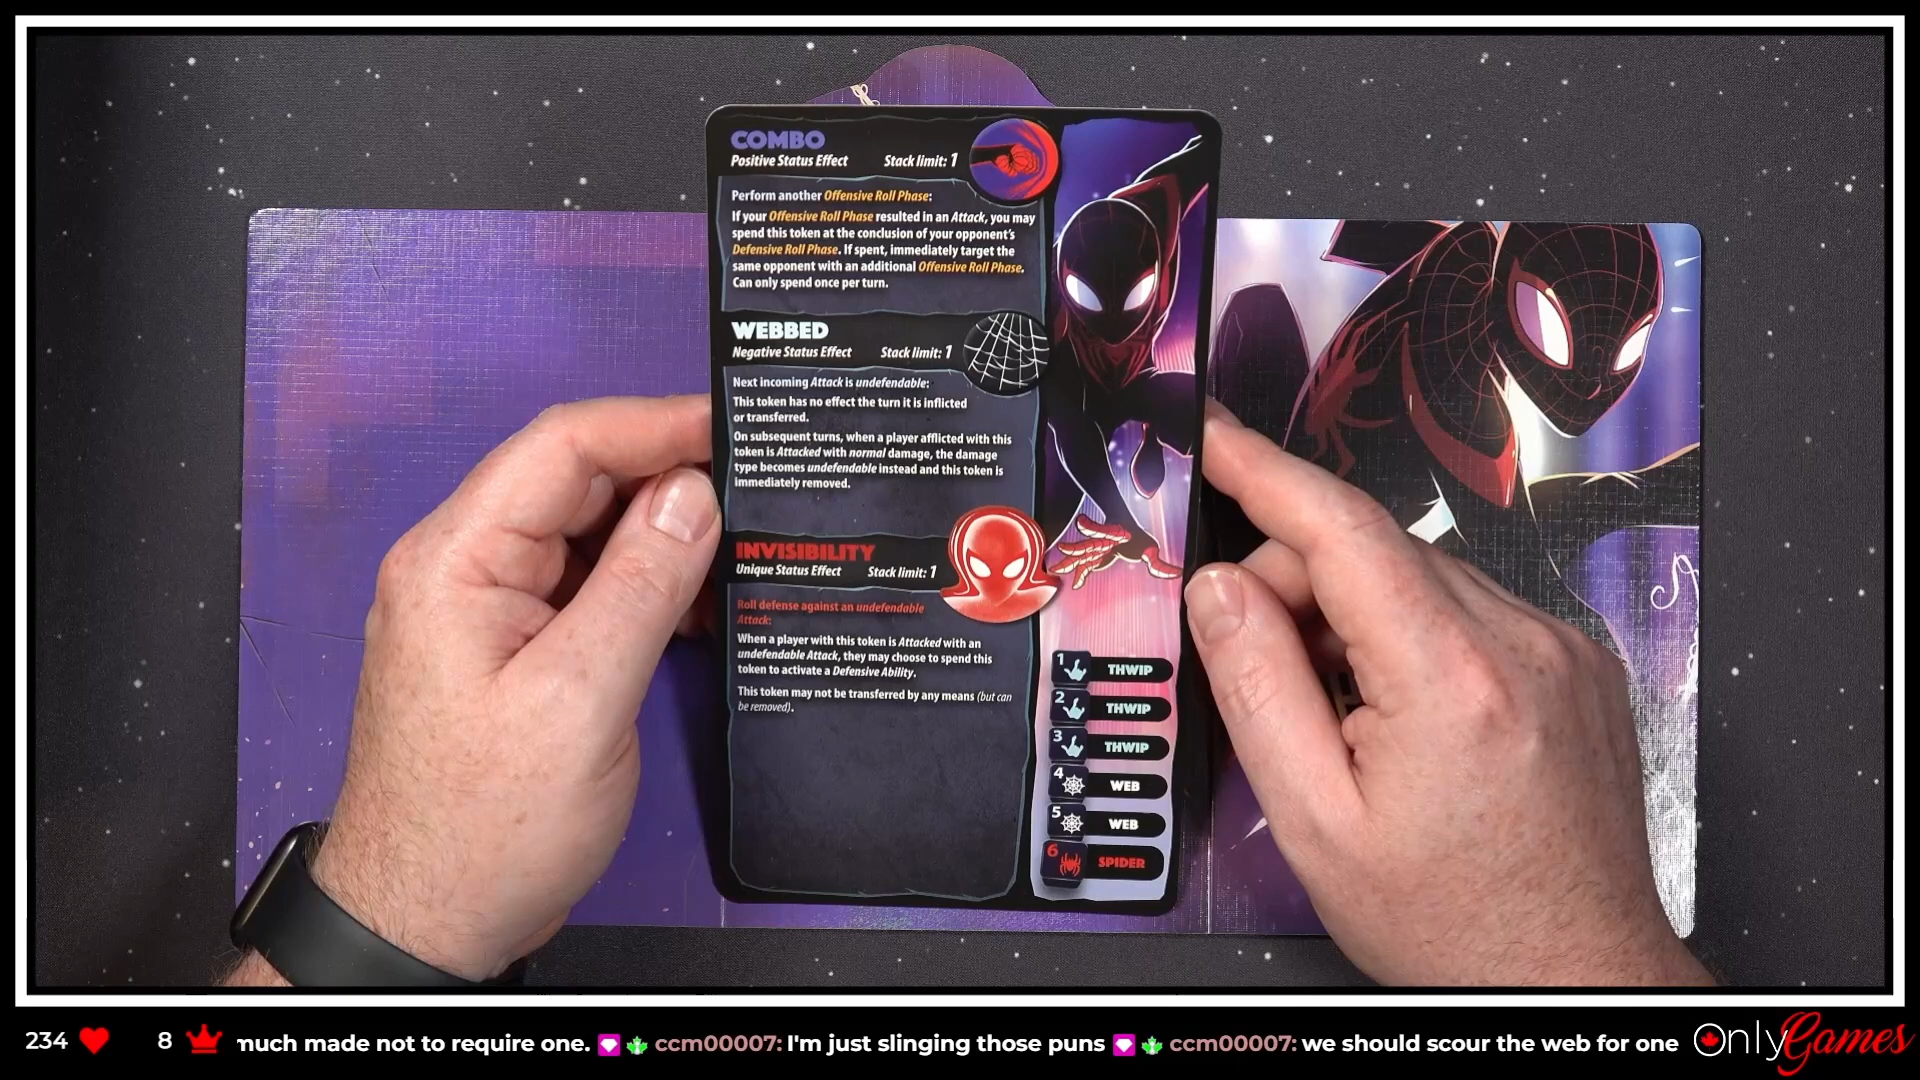 COMBO
Positive Status Effect Stack limit: 1
Perform another Offensive Roll Phase:
If your Offensive Roll Phase resulted in an Attack, you may
spend this token at the conclusion of your opponent's
Defensive Roll Phase. If spent, immediately target the
same opponent with an additional Offensive Roll Phase.
Can only spend once per turn.
WEBBED
Negative Status Effect Stack limit: 1
Next incoming Attack is undefendable:
This token has no effect the turn it is inflicted
or transferred.
On subsequent turns, when a player afflicted with this
token is Attacked with normal damage, the damage
type becomes undefendable instead and this token is
immediately removed.
INVISIBILITY
Unique Status Effect Stack limit: 1
Roll defense against an undefendable
Attack:
When a player with this token is Attacked with an
undefendable Attack, they may choose to spend this
token to activate a Defensive Ability.
This token may not be transferred by any means (but can
be removed).
1 THWIP
2 THWIP
3 THWIP
4 WEB
5 WEB
6 SPIDER
234 8 much made not to require one. ccm00007: I'm just slinging those puns ccm00007: we should scour the web for one OnlyGames